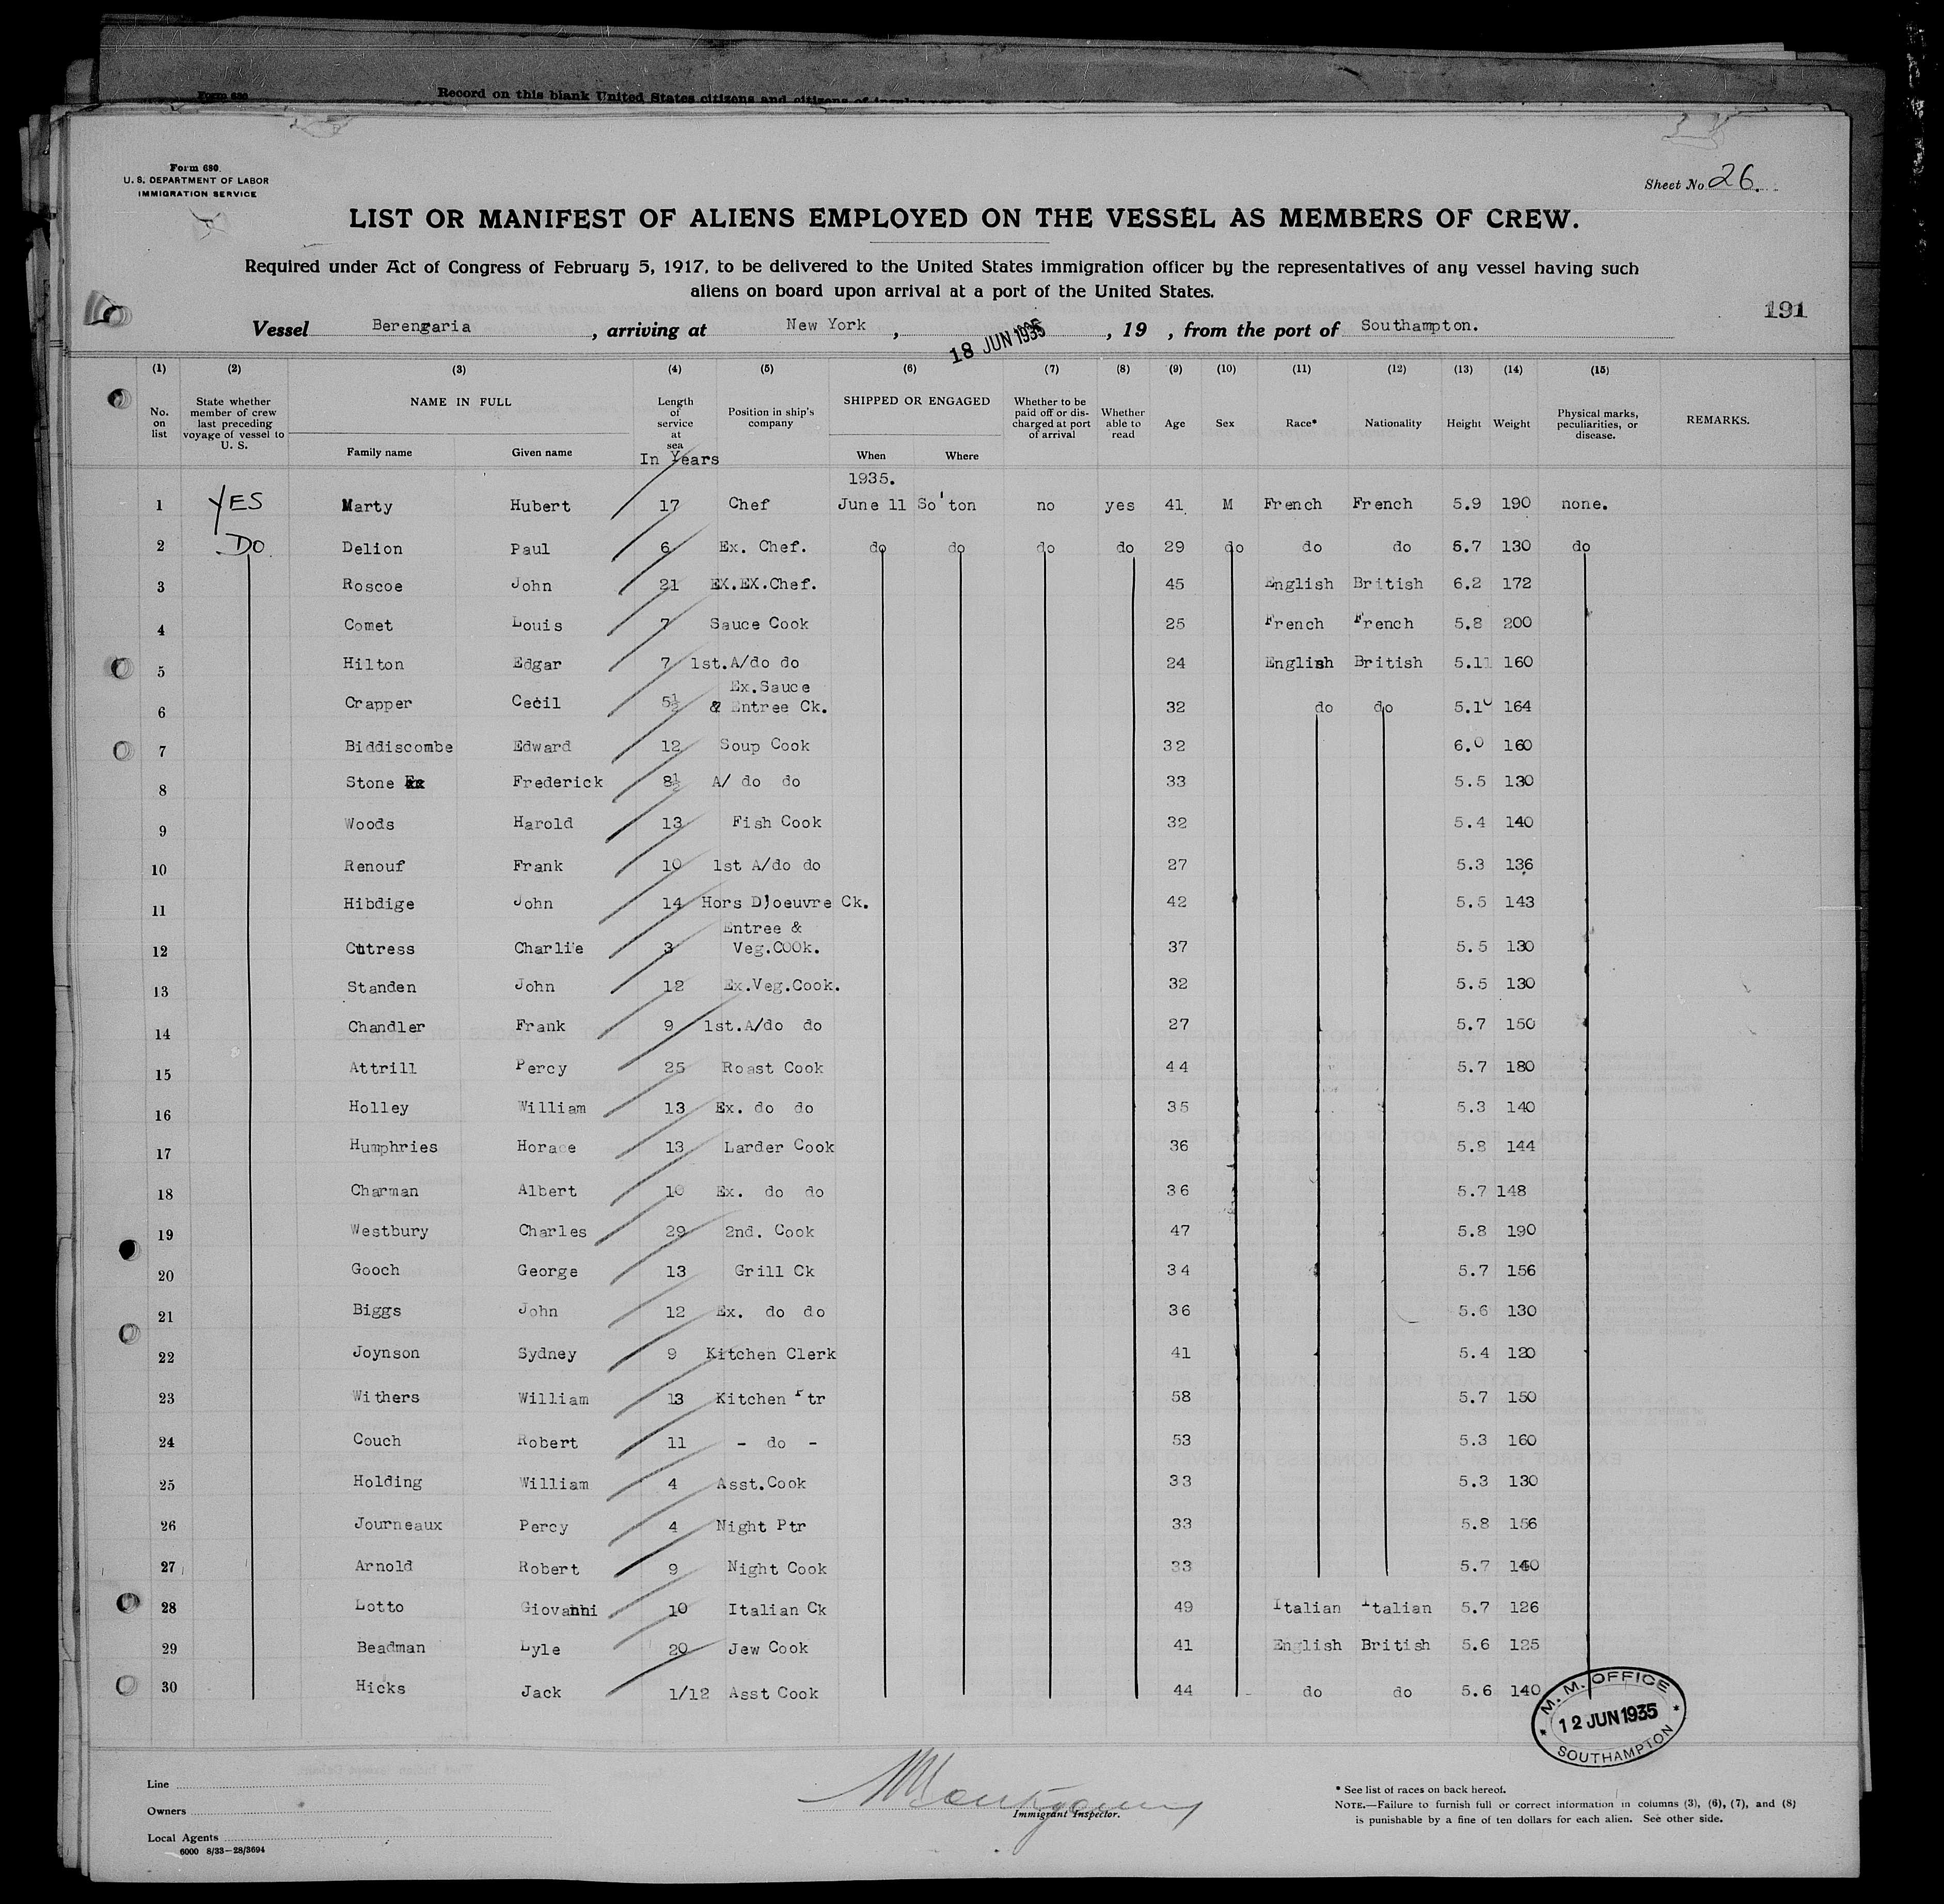 Form 630
Record on this blank United States citizens and citizens of
Form 680
U. S. DEPARTMENT OF LABOR
IMMIGRATION SERVICE
Sheet No. 26.
LIST OR MANIFEST OF ALIENS EMPLOYED ON THE VESSEL AS MEMBERS OF CREW.
Required under Act of Congress of February 5, 1917, to be delivered to the United States immigration officer by the representatives of any vessel having such
aliens on board upon arrival at a port of the United States.
191
Vessel Berengaria, arriving at New York, 18 JUN 1935, 19 , from the port of Southampton.
(1) (2) (3) (4) (5) (6) (7) (8) (9) (10) (11) (12) (13) (14) (15)
No. on list State whether member of crew last preceding voyage of vessel to U. S. NAME IN FULL Family name Given name Length of service at sea In Years Position in ship's company SHIPPED OR ENGAGED When Where Whether to be paid off or discharged at port of arrival Whether able to read Age Sex Race* Nationality Height Weight Physical marks, peculiarities, or disease. REMARKS.
1935.
1 YES Marty Hubert 17 Chef June 11 So'ton no yes 41 M French French 5.9 190 none.
2 Do Delion Paul 6 Ex. Chef. do do do do 29 do do do 5.7 130 do
3 Roscoe John 21 EX.EX.Chef. 45 English British 6.2 172
4 Comet Louis 7 Sauce Cook 25 French French 5.8 200
5 Hilton Edgar 7 1st.A/do do 24 English British 5.11 160
6 Crapper Cecil 5½ Ex.Sauce & Entree Ck. 32 do do 5.10 164
7 Biddiscombe Edward 12 Soup Cook 32 6.0 160
8 Stone Frederick 8½ A/ do do 33 5.5 130
9 Woods Harold 13 Fish Cook 32 5.4 140
10 Renouf Frank 10 1st A/do do 27 5.3 136
11 Hibdige John 14 Hors D'oeuvre Ck. 42 5.5 143
12 Cutress Charlie 3 Entree & Veg.COOk. 37 5.5 130
13 Standen John 12 Ex.Veg.Cook. 32 5.5 130
14 Chandler Frank 9 1st.A/do do 27 5.7 150
15 Attrill Percy 25 Roast Cook 44 5.7 180
16 Holley William 13 Ex. do do 35 5.3 140
17 Humphries Horace 13 Larder Cook 36 5.8 144
18 Charman Albert 10 Ex. do do 36 5.7 148
19 Westbury Charles 29 2nd. Cook 47 5.8 190
20 Gooch George 13 Grill Ck 34 5.7 156
21 Biggs John 12 Ex. do do 36 5.6 130
22 Joynson Sydney 9 Kitchen Clerk 41 5.4 120
23 Withers William 13 Kitchen Ptr 58 5.7 150
24 Couch Robert 11 - do - 53 5.3 160
25 Holding William 4 Asst.Cook 33 5.3 130
26 Journeaux Percy 4 Night Ptr 33 5.8 156
27 Arnold Robert 9 Night Cook 33 5.7 140
28 Lotto Giovanni 10 Italian Ck 49 Italian Italian 5.7 126
29 Beadman Lyle 20 Jew Cook 41 English British 5.6 125
30 Hicks Jack 1/12 Asst Cook 44 do do 5.6 140
M. M. OFFICE
12 JUN 1935
SOUTHAMPTON
Line
Owners
Local Agents
6000 8/33-28/3694
Montgomery
Immigrant Inspector.
* See list of races on back hereof.
NOTE.—Failure to furnish full or correct information in columns (3), (6), (7), and (8)
is punishable by a fine of ten dollars for each alien. See other side.